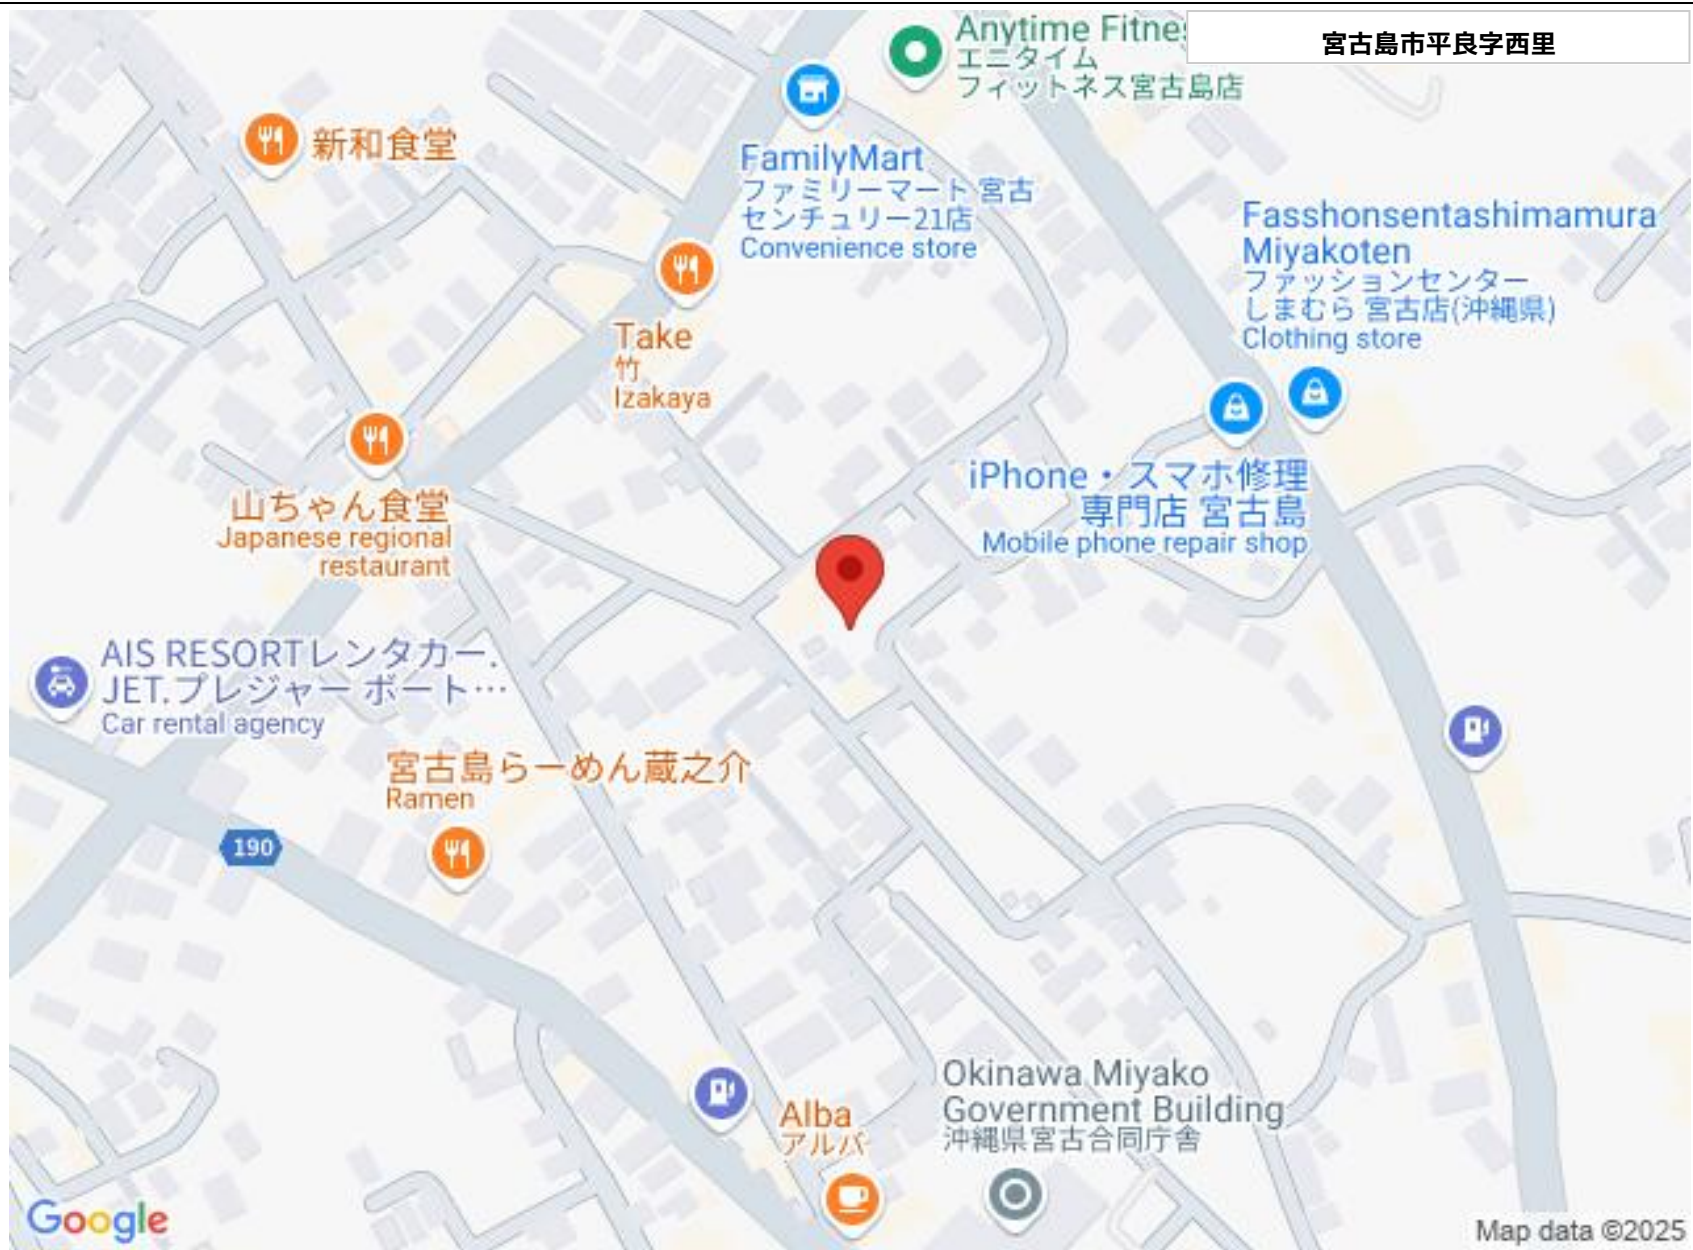 宮古島市平良字西里
Anytime Fitnes
エニタイム
フィットネス宮古島店
新和食堂
FamilyMart
ファミリーマート 宮古
センチュリー21店
Convenience store
Fasshonsentashimamura
Miyakoten
ファッションセンター
しまむら 宮古店(沖縄県)
Clothing store
Take
竹
Izakaya
iPhone・スマホ修理
専門店 宮古島
Mobile phone repair shop
山ちゃん食堂
Japanese regional
restaurant
AIS RESORTレンタカー.
JET.プレジャー ボート…
Car rental agency
宮古島らーめん蔵之介
Ramen
190
Okinawa Miyako
Government Building
沖縄県宮古合同庁舎
Alba
アルバ
Google
Map data ©2025